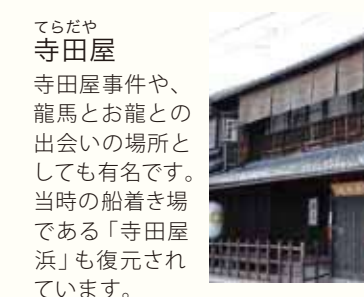 てらだや
寺田屋
寺田屋事件や、
龍馬とお龍との
出会いの場所と
しても有名です。
当時の船着き場
である「寺田屋
浜」も復元され
ています。